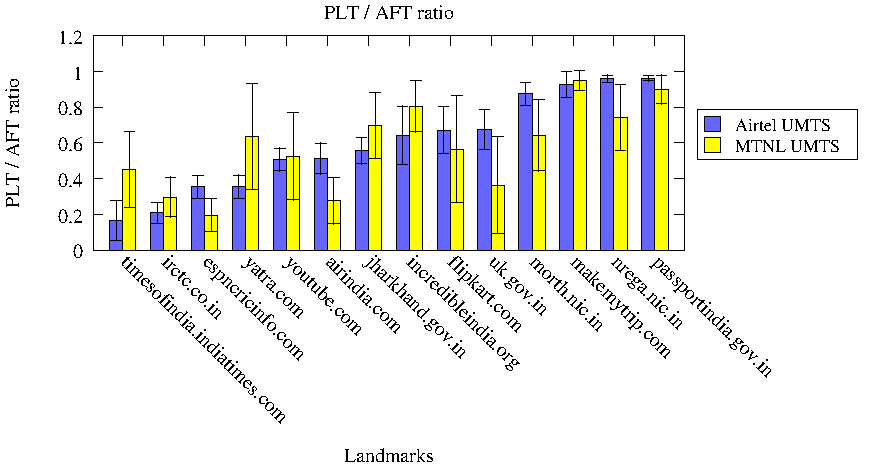 PLT / AFT ratio
PLT / AFT ratio
1.2
1
0.8
0.6
0.4
0.2
0
Airtel UMTS
MTNL UMTS
timesofindia.indiatimes.com
irctc.co.in
espncricinfo.com
yatra.com
youtube.com
airindia.com
jharkhand.gov.in
incredibleindia.org
flipkart.com
uk.gov.in
morth.nic.in
makemytrip.com
nrega.nic.in
passportindia.gov.in
Landmarks